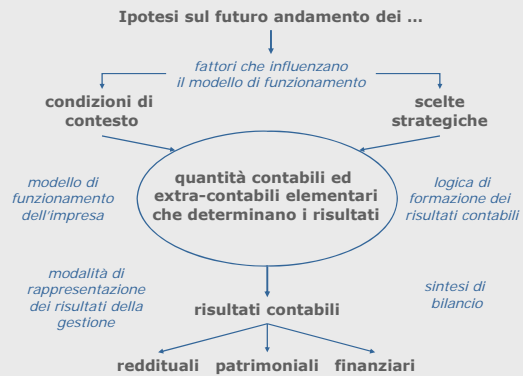 Ipotesi sul futuro andamento dei ...
fattori che influenzano
il modello di funzionamento
condizioni di
contesto
scelte
strategiche
quantità contabili ed
extra-contabili elementari
che determinano i risultati
modello di
funzionamento
dell'impresa
logica di
formazione dei
risultati contabili
modalità di
rappresentazione
dei risultati della
gestione
sintesi di
bilancio
risultati contabili
reddituali patrimoniali finanziari